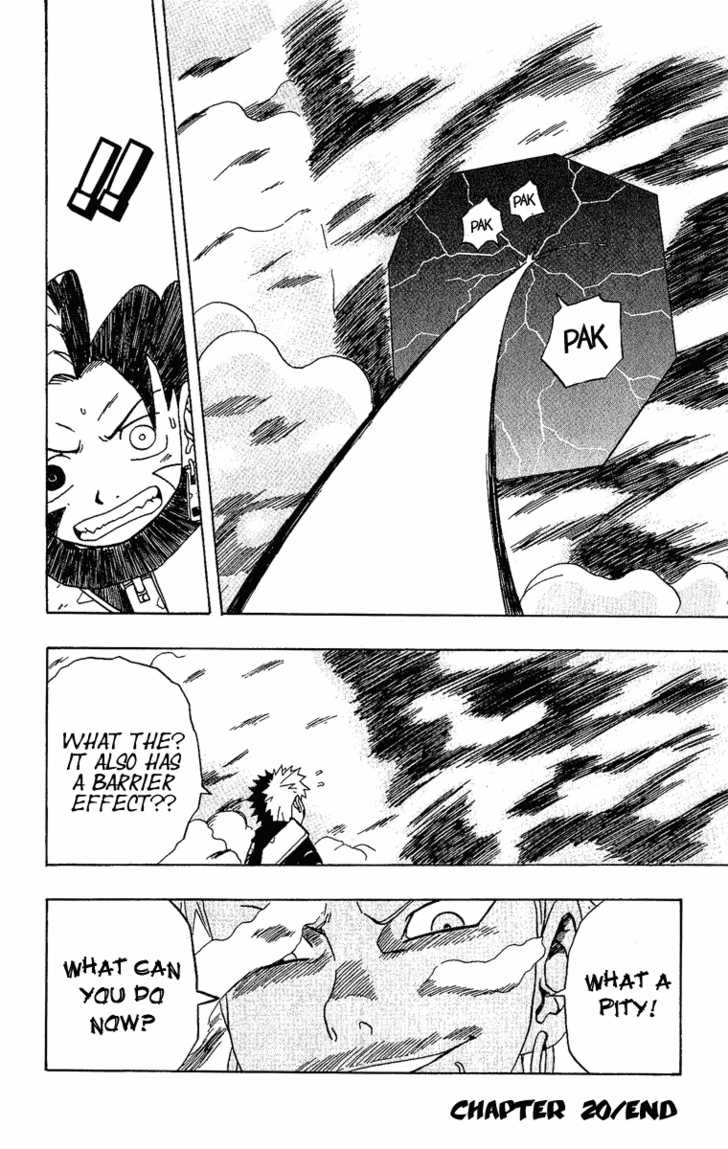 WHAT A
PITY!
WHAT CAN
YOU DO
NOW?
WHAT THE?
IT ALSO HAS
A BARRIER
EFFECT??
PAK
PAK
PAK
!!
CHAPTER 20/END